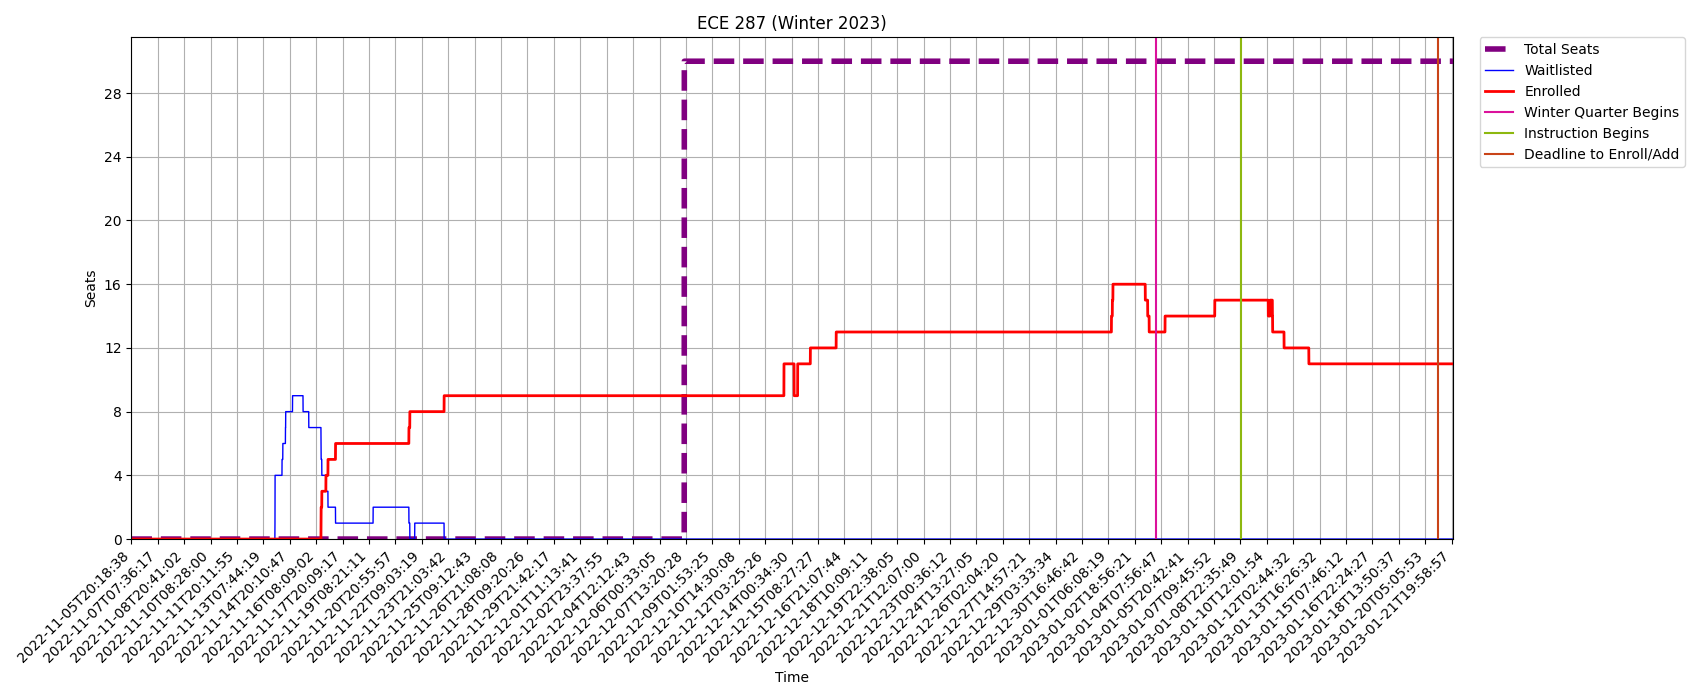 ECE 287 (Winter 2023)
Total Seats
Waitlisted
Enrolled
Winter Quarter Begins
Instruction Begins
Deadline to Enroll/Add
Seats
28
24
20
16
12
8
4
0
2022-11-05T20:18:38
2022-11-07T07:36:17
2022-11-08T20:41:02
2022-11-10T08:28:00
2022-11-11T20:11:55
2022-11-13T07:44:19
2022-11-14T20:10:47
2022-11-16T08:09:02
2022-11-17T20:09:17
2022-11-19T08:21:11
2022-11-20T20:55:57
2022-11-22T09:03:19
2022-11-23T21:03:42
2022-11-25T09:12:43
2022-11-26T21:08:08
2022-11-28T09:20:26
2022-11-29T21:42:17
2022-12-01T11:13:41
2022-12-02T23:37:55
2022-12-04T12:12:43
2022-12-06T00:33:05
2022-12-07T13:20:28
2022-12-09T01:53:25
2022-12-10T14:30:08
2022-12-12T03:25:26
2022-12-14T00:34:30
2022-12-15T08:27:27
2022-12-16T21:07:44
2022-12-18T10:09:11
2022-12-19T22:38:05
2022-12-21T12:07:00
2022-12-23T00:36:12
2022-12-24T13:27:05
2022-12-26T02:04:20
2022-12-27T14:57:21
2022-12-29T03:33:34
2022-12-30T16:46:42
2023-01-01T06:08:19
2023-01-02T18:56:21
2023-01-04T07:56:47
2023-01-05T20:42:41
2023-01-07T09:45:52
2023-01-08T22:35:49
2023-01-10T12:01:54
2023-01-12T02:44:32
2023-01-13T16:26:32
2023-01-15T07:46:12
2023-01-16T22:24:27
2023-01-18T13:50:37
2023-01-20T05:05:53
2023-01-21T19:58:57
Time